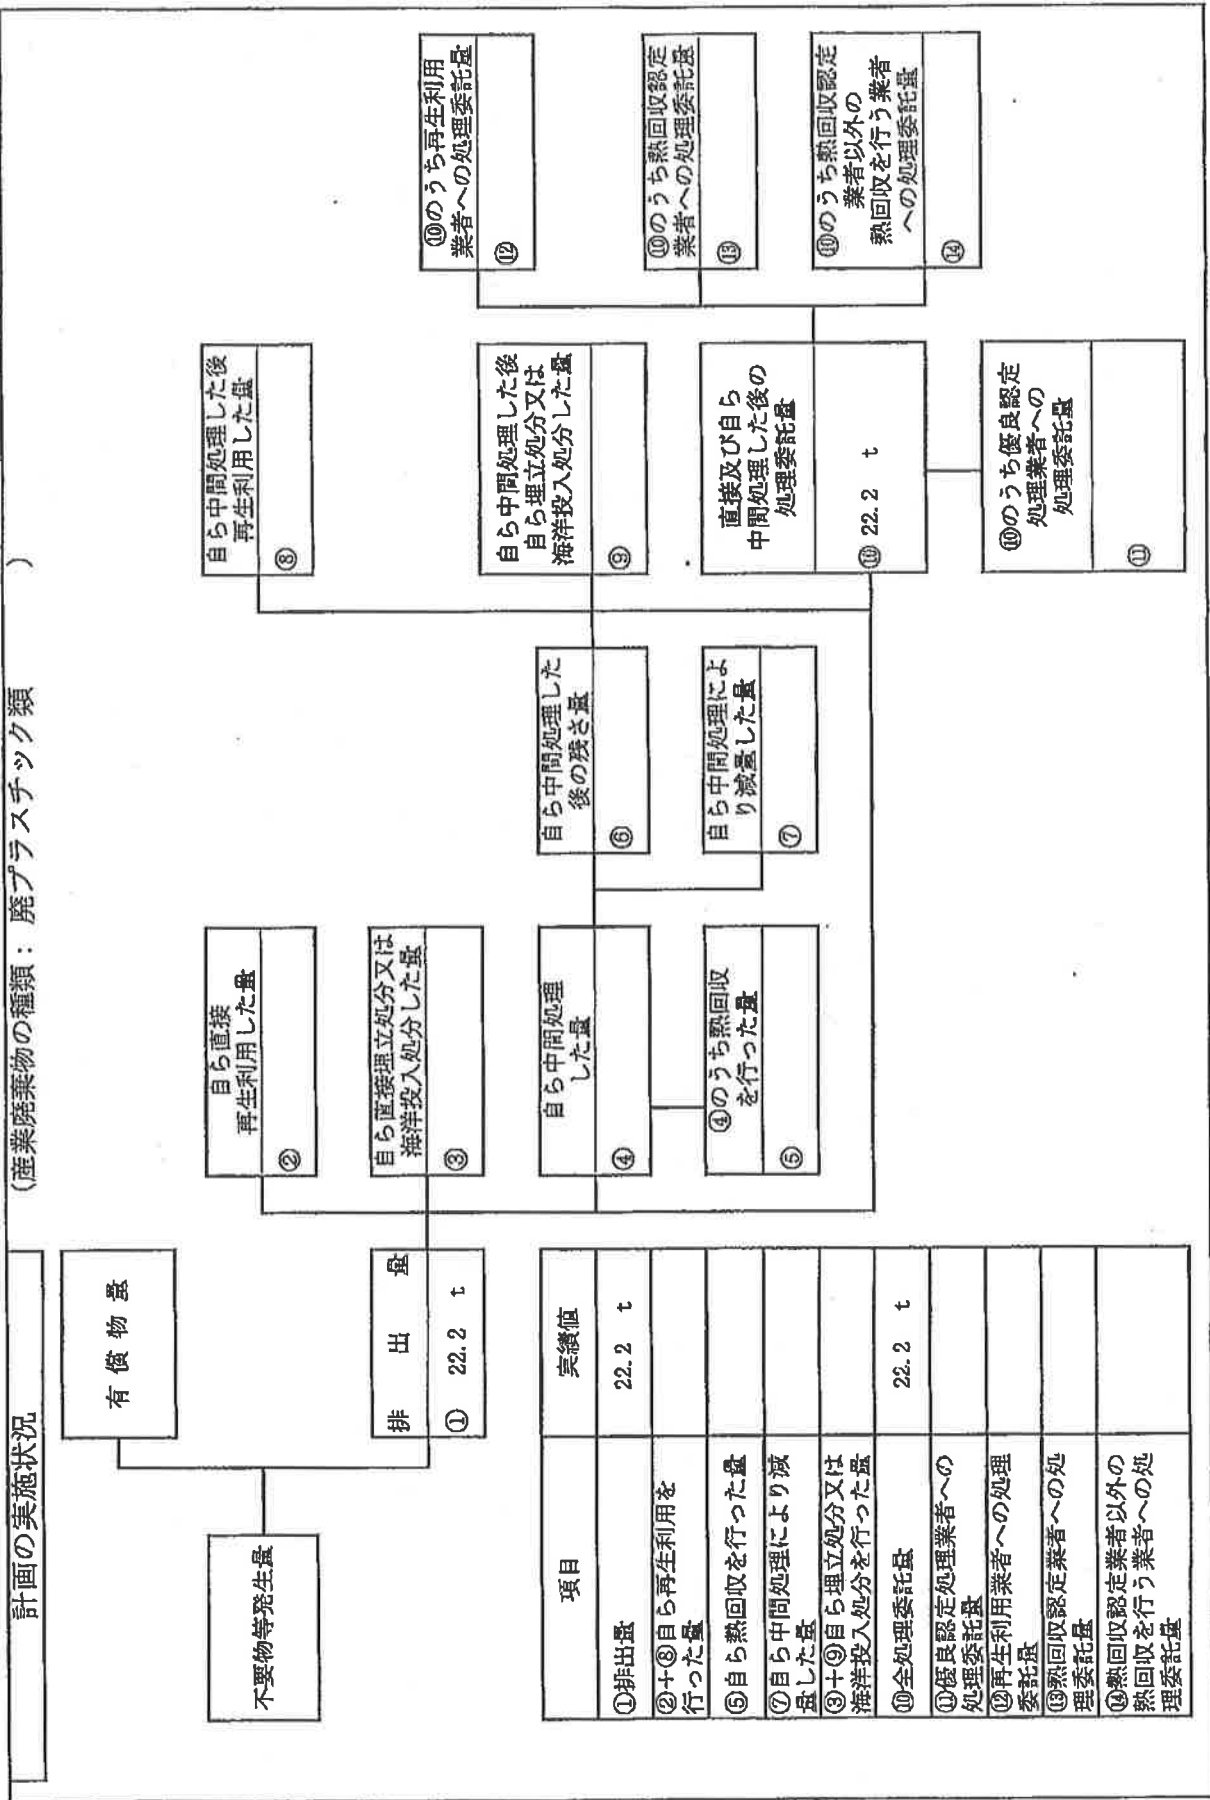 計画の実施状況
(産業廃棄物の種類：廃プラスチック類 )
不要物等発生量
有償物量
排出量
① 22.2 t
自ら直接
再生利用した量
②
自ら直接埋立処分又は
海洋投入処分した量
③
自ら中間処理
した量
④
④のうち熱回収
を行った量
⑤
自ら中間処理した
後の残さ量
⑥
自ら中間処理によ
り減量した量
⑦
自ら中間処理した後
再生利用した量
⑧
自ら中間処理した後
自ら埋立処分又は
海洋投入処分した量
⑨
直接及び自ら
中間処理した後の
処理委託量
⑩ 22.2 t
⑩のうち優良認定
処理業者への
処理委託量
⑪
⑩のうち再生利用
業者への処理委託量
⑫
⑩のうち熱回収認定
業者への処理委託量
⑬
⑩のうち熱回収認定
業者以外の
熱回収を行う業者
への処理委託量
⑭
項目 実績値
①排出量 22.2 t
②+⑧自ら再生利用を
行った量
⑤自ら熱回収を行った量
⑦自ら中間処理により減
量した量
③+⑨自ら埋立処分又は
海洋投入処分を行った量
⑩全処理委託量 22.2 t
⑪優良認定処理業者への
処理委託量
⑫再生利用業者への処理
委託量
⑬熱回収認定業者への処
理委託量
⑭熱回収認定業者以外の
熱回収を行う業者への処
理委託量